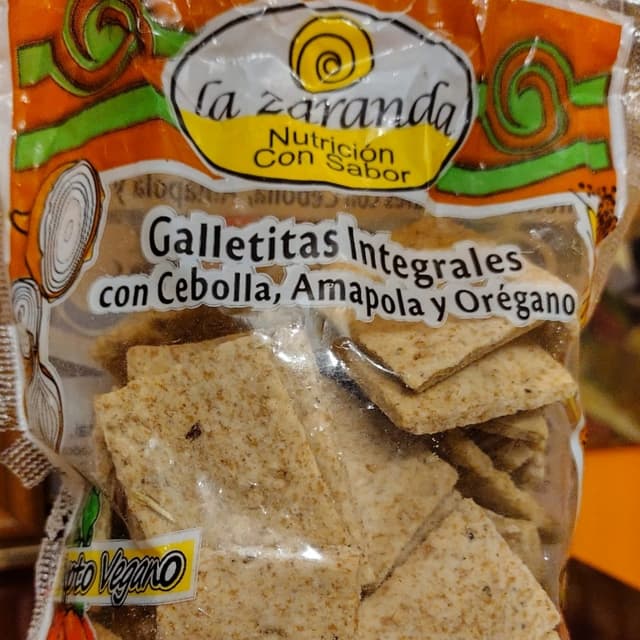 la zaranda
Nutrición
Con Sabor
Galletitas Integrales
con Cebolla, Amapola y Orégano
Vegano